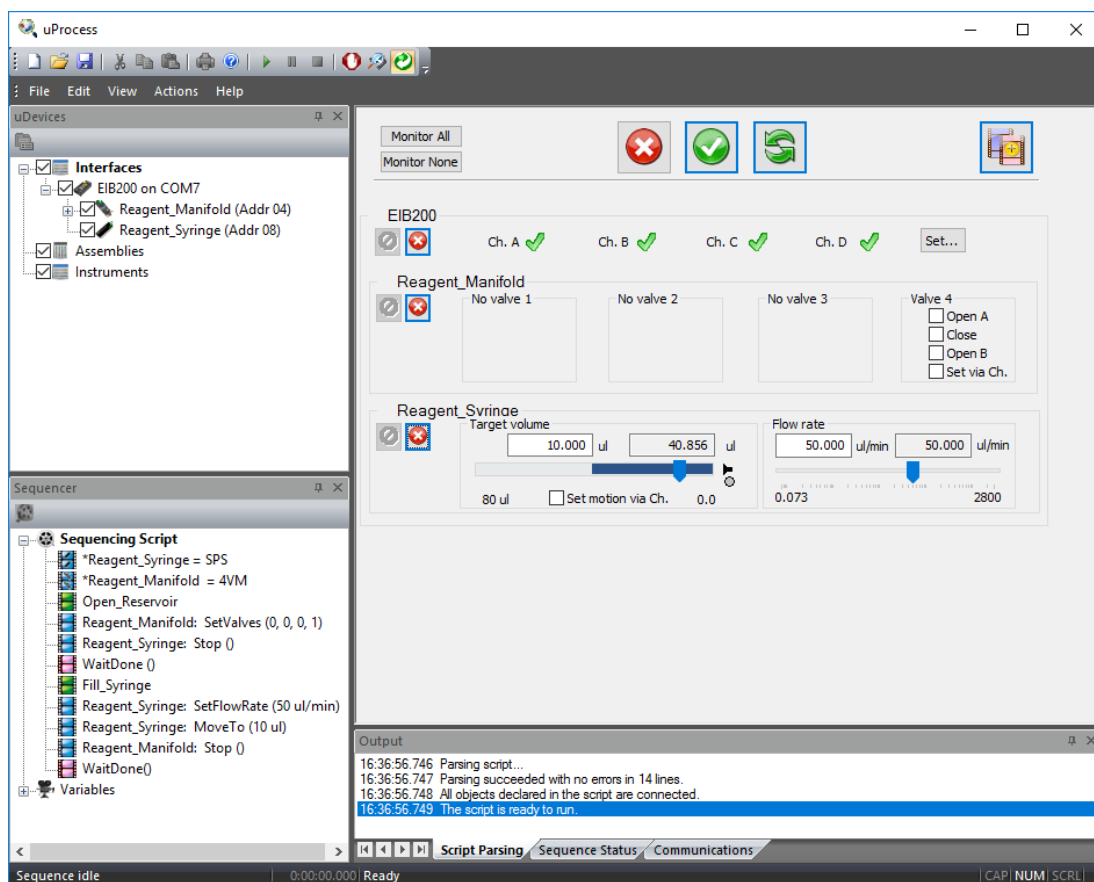 uProcess
File Edit View Actions Help
uDevices
Interfaces
EIB200 on COM7
Reagent_Manifold (Addr 04)
Reagent_Syringe (Addr 08)
Assemblies
Instruments
Sequencer
Sequencing Script
*Reagent_Syringe = SPS
*Reagent_Manifold = 4VM
Open_Reservoir
Reagent_Manifold: SetValves (0, 0, 0, 1)
Reagent_Syringe: Stop ()
WaitDone ()
Fill_Syringe
Reagent_Syringe: SetFlowRate (50 ul/min)
Reagent_Syringe: MoveTo (10 ul)
Reagent_Manifold: Stop ()
WaitDone()
Variables
Monitor All
Monitor None
EIB200
Ch. A Ch. B Ch. C Ch. D Set...
Reagent_Manifold
No valve 1 No valve 2 No valve 3 Valve 4
Open A
Close
Open B
Set via Ch.
Reagent_Syringe
Target volume Flow rate
10.000 ul 40.856 ul 50.000 ul/min 50.000 ul/min
80 ul Set motion via Ch. 0.0 0.073 2800
Output
16:36:56.746 Parsing script...
16:36:56.747 Parsing succeeded with no errors in 14 lines.
16:36:56.748 All objects declared in the script are connected.
16:36:56.749 The script is ready to run.
Script Parsing Sequence Status Communications
Sequence idle 0:00:00.000 Ready CAP NUM SCRL